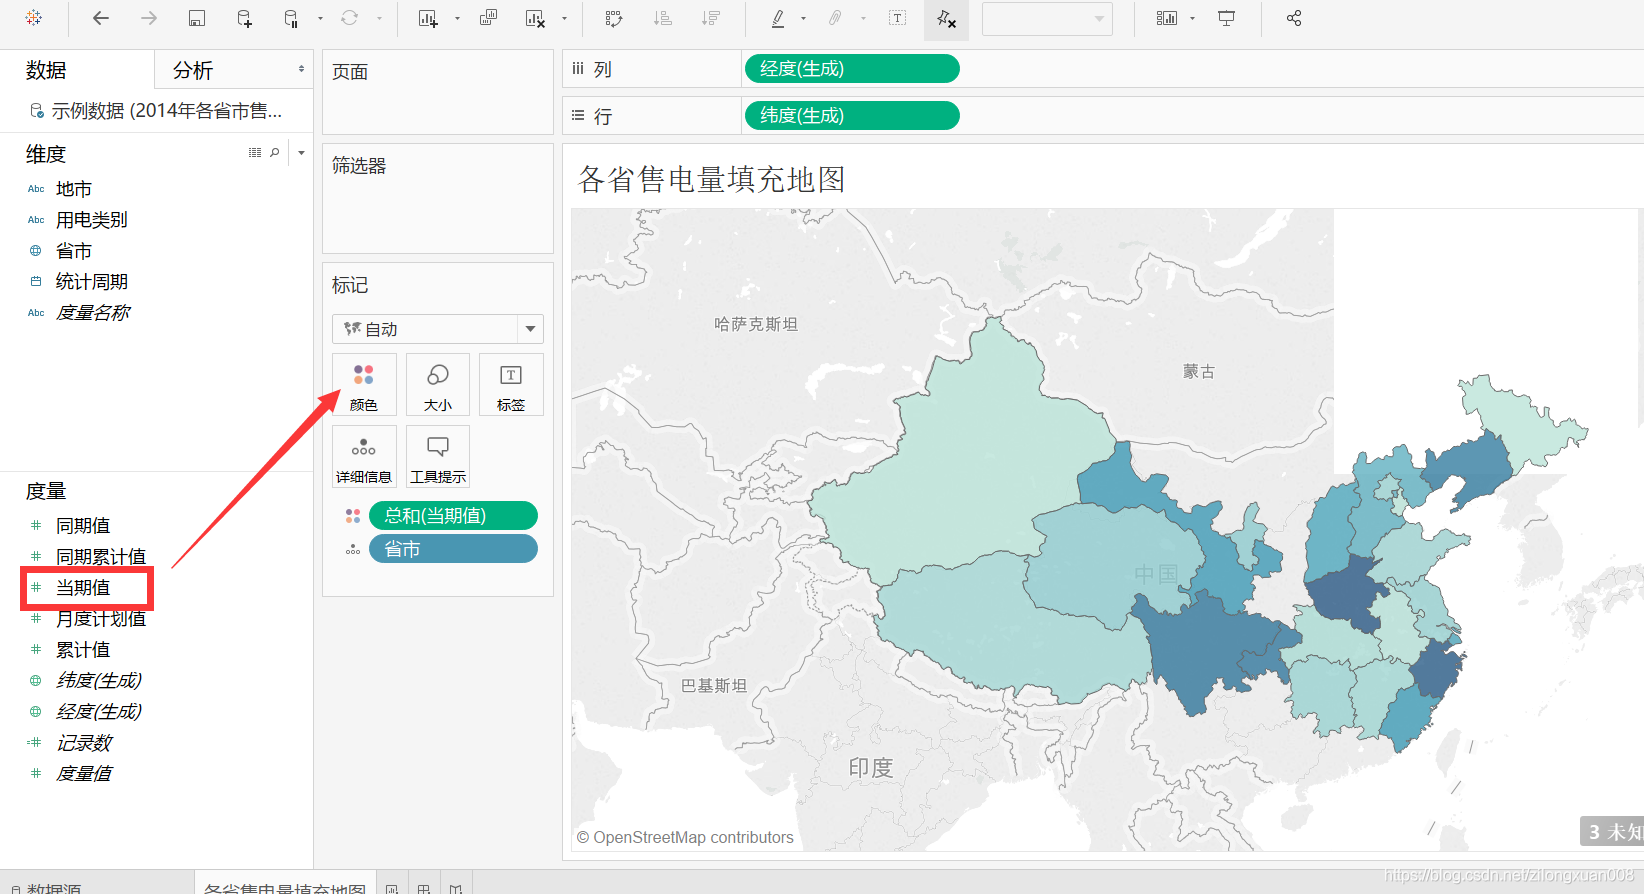 数据
分析
示例数据 (2014年各省市售...
维度
Abc 地市
Abc 用电类别
省市
统计周期
Abc 度量名称
度量
同期值
同期累计值
当期值
月度计划值
累计值
纬度(生成)
经度(生成)
记录数
度量值
页面
筛选器
标记
自动
颜色
大小
T
标签
详细信息
工具提示
总和(当期值)
省市
列
经度(生成)
行
纬度(生成)
各省售电量填充地图
哈萨克斯坦
蒙古
中国
巴基斯坦
印度
© OpenStreetMap contributors
3 未知
数据源
各省售电量填充地图
https://blog.csdn.net/zilongxuan008